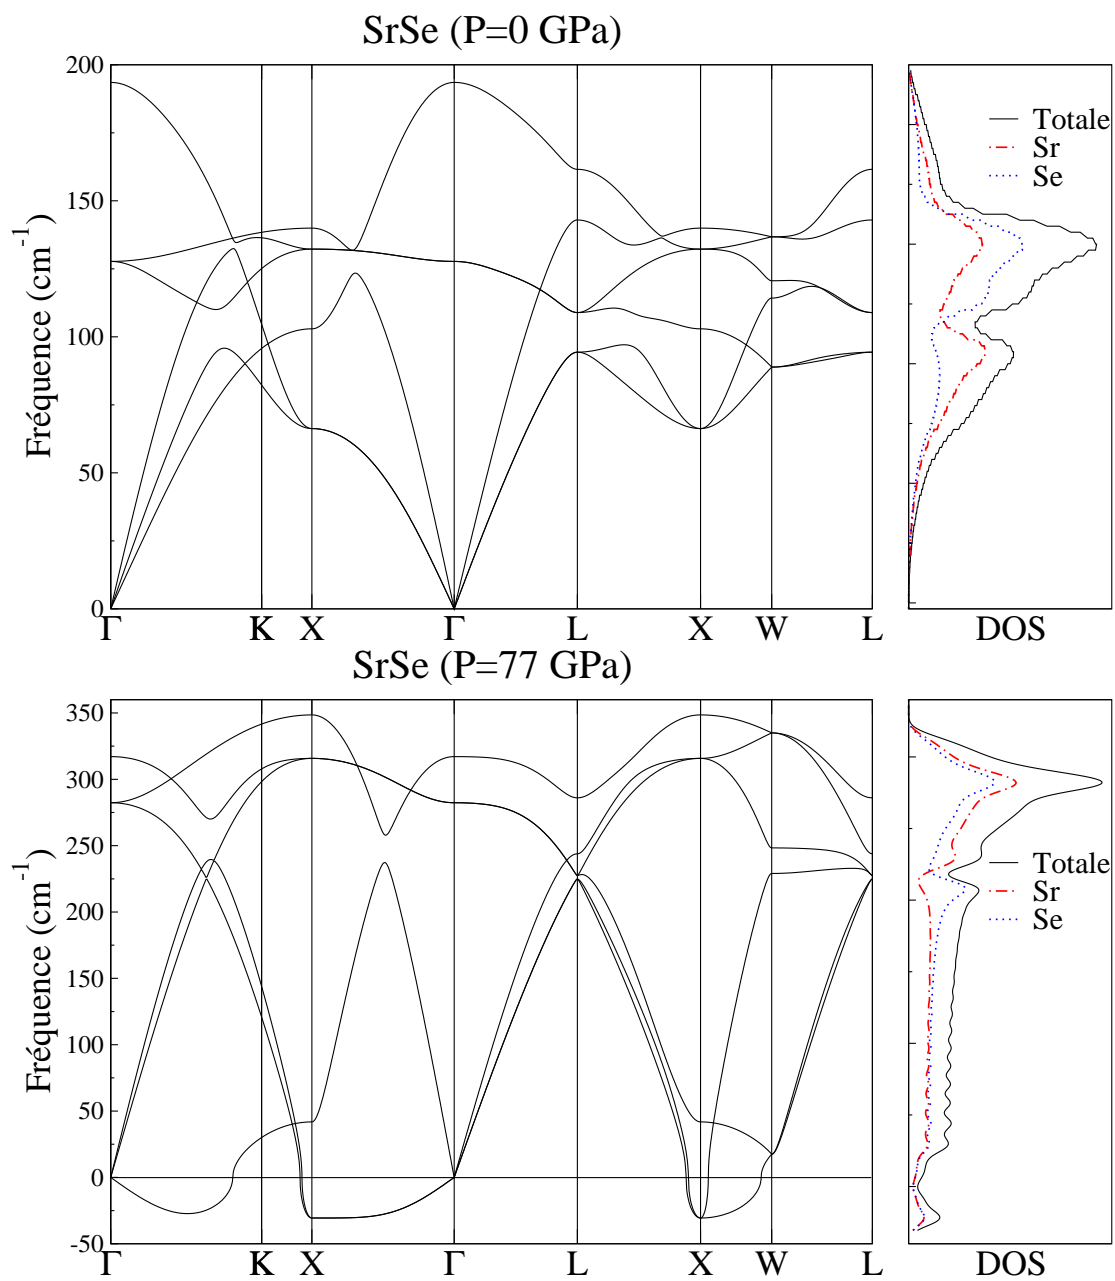 SrSe (P=0 GPa)
Fréquence (cm⁻¹)
200
150
100
50
0
Γ K X Γ L X W L
Totale
Sr
Se
DOS
SrSe (P=77 GPa)
Fréquence (cm⁻¹)
350
300
250
200
150
100
50
0
-50
Γ K X Γ L X W L
Totale
Sr
Se
DOS